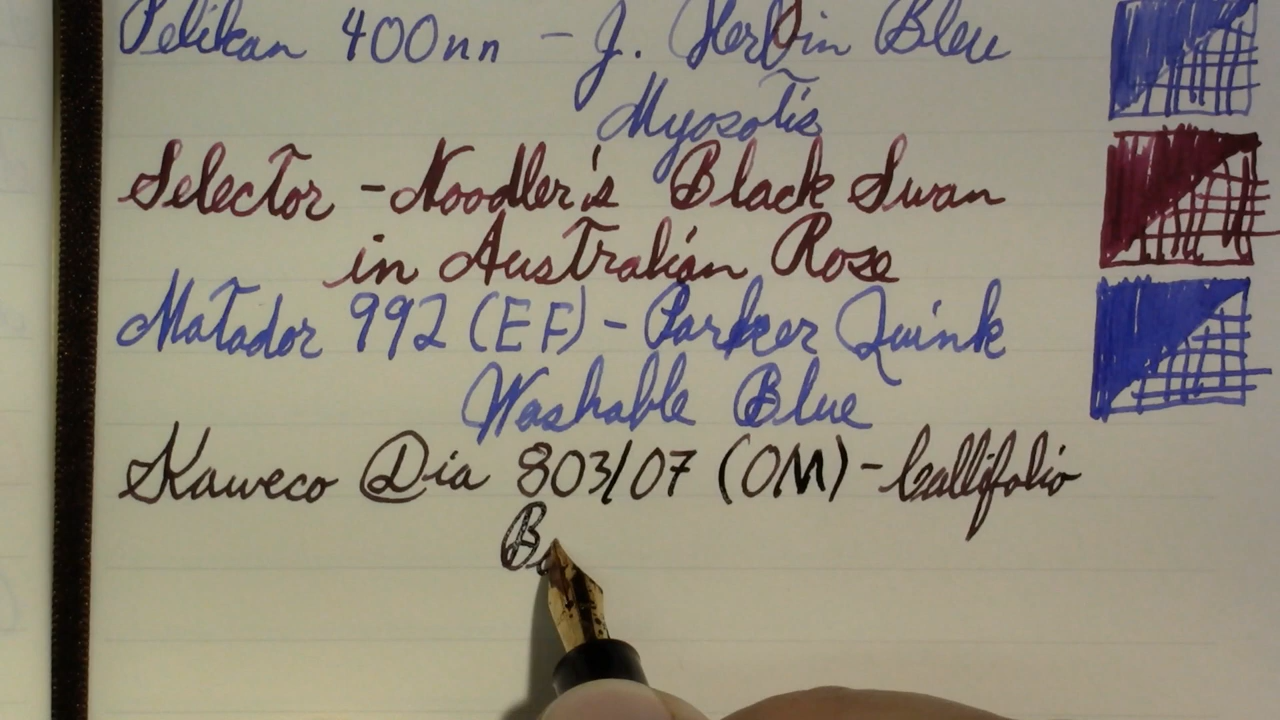 Pelikan 400nn - J. Herbin Bleu
Myosotis
Selector - Noodler's Black Swan
in Australian Rose
Matador 992 (EF) - Parker Quink
Washable Blue
Kaweco Dia 803/07 (OM) - Callifolio
Bo